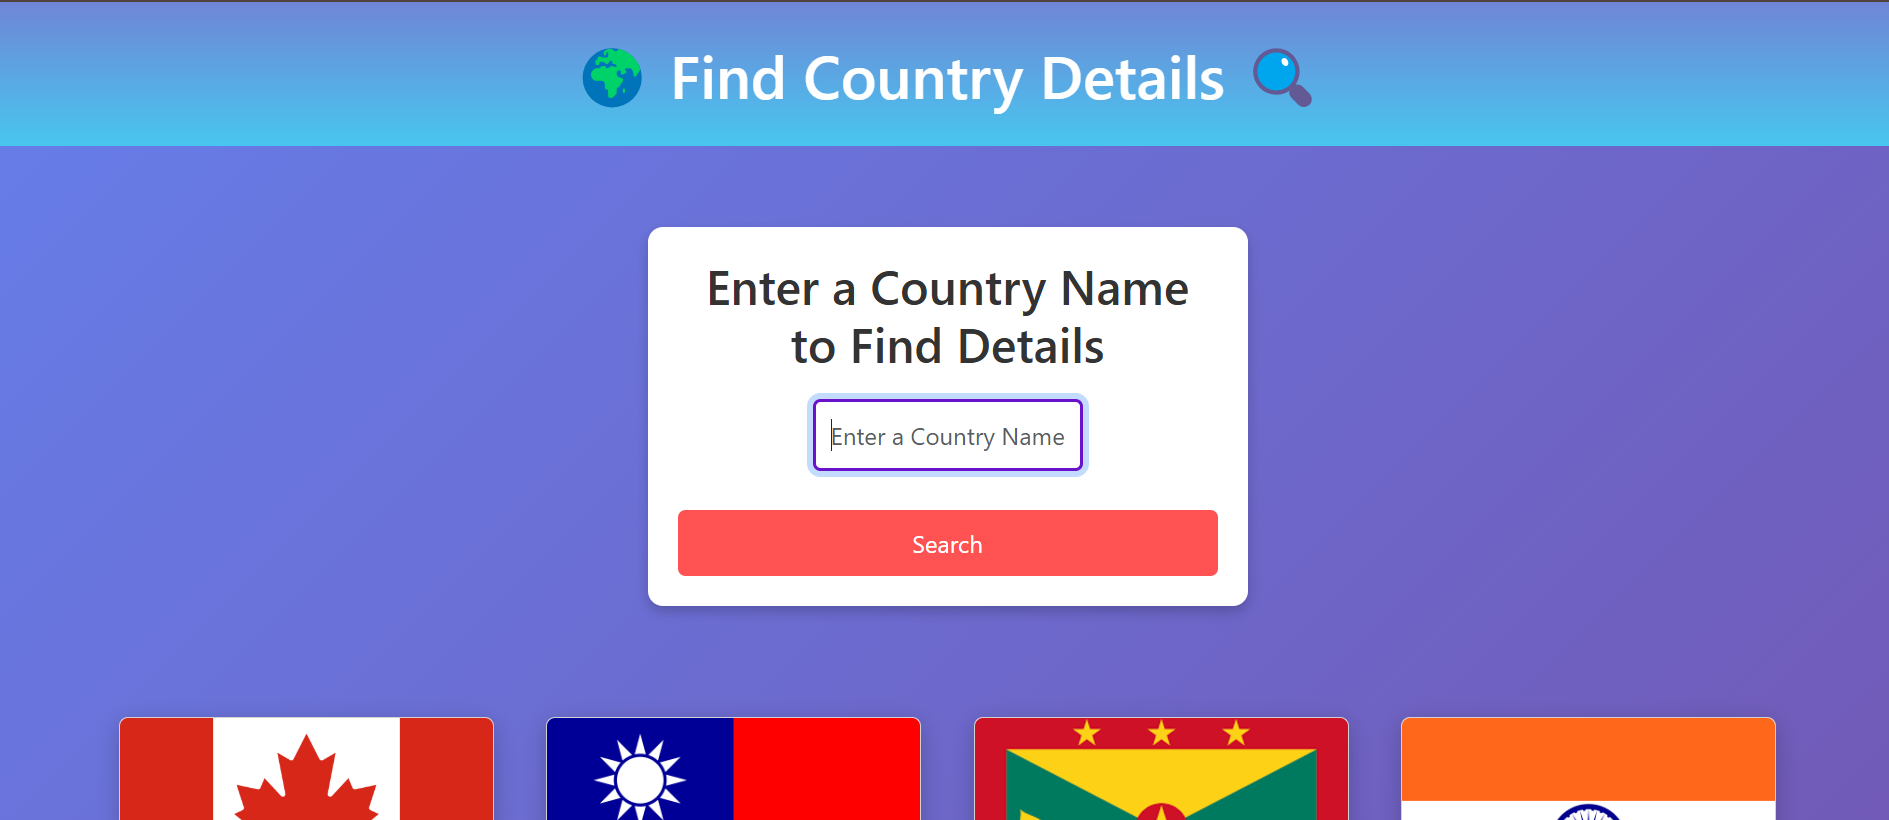 Find Country Details
Enter a Country Name
to Find Details
Enter a Country Name
Search